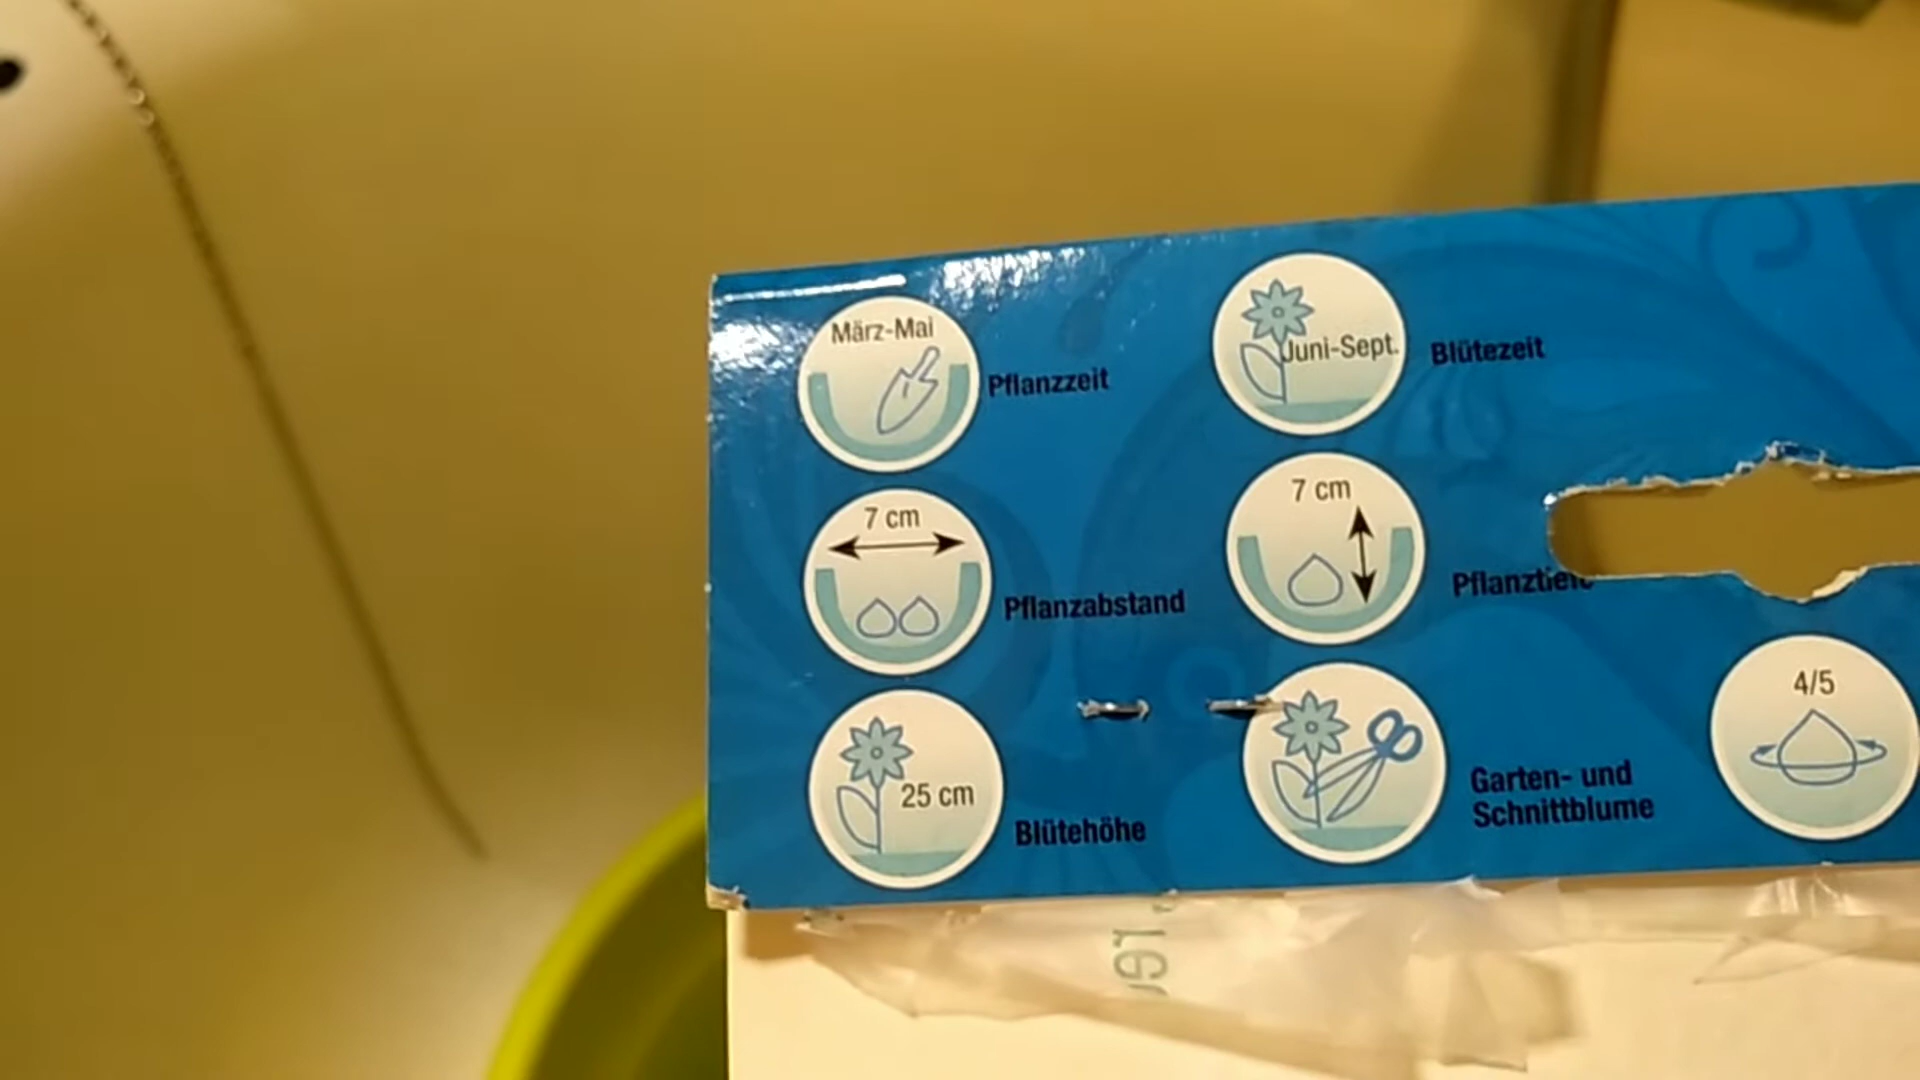 März-Mai
Pflanzzeit
Juni-Sept.
Blütezeit
7 cm
Pflanzabstand
7 cm
Pflanztiefe
25 cm
Blütehöhe
Garten- und
Schnittblume
4/5